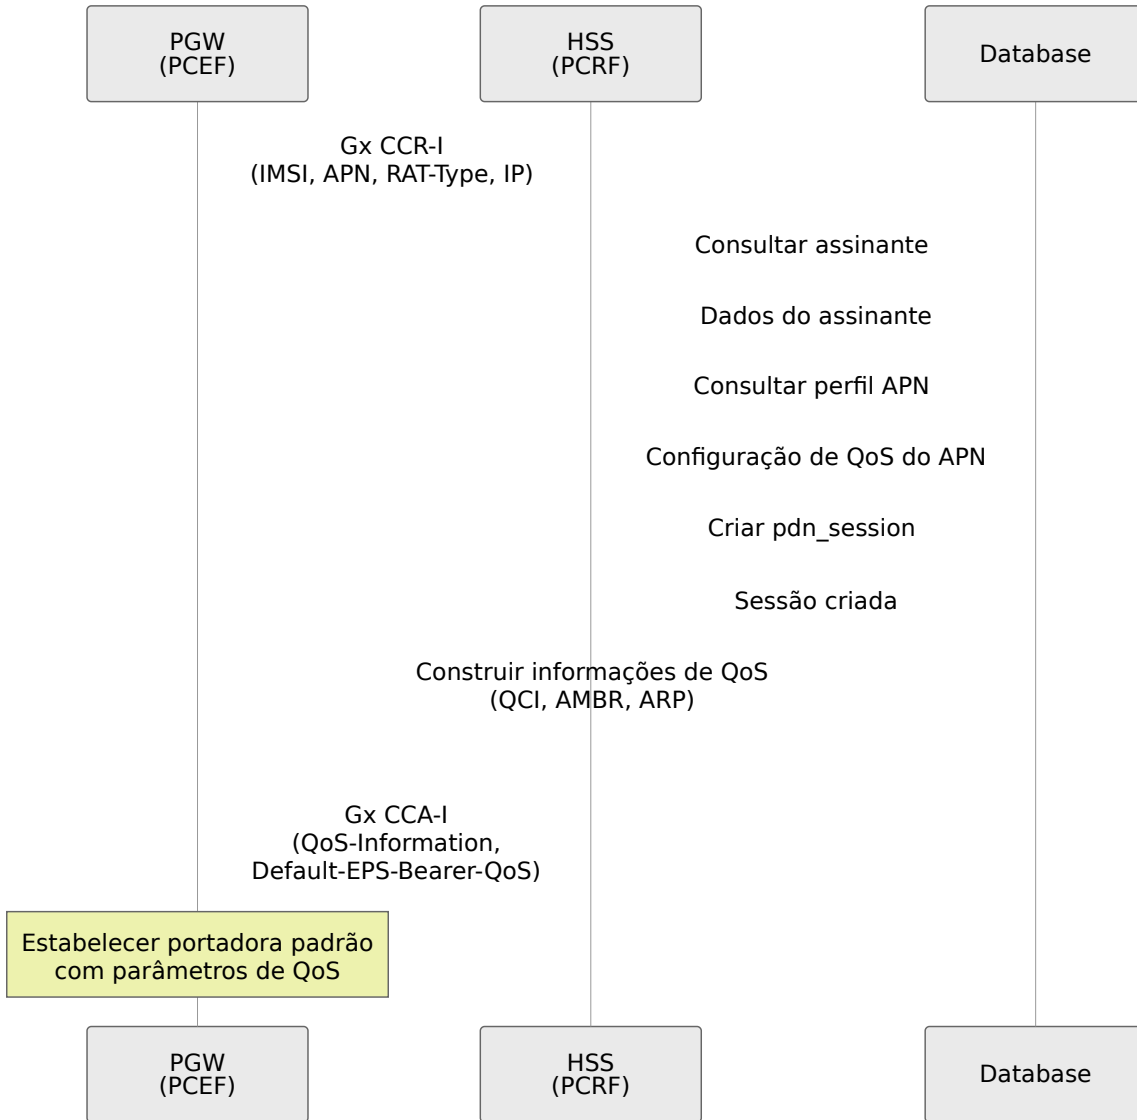 PGW
(PCEF)
HSS
(PCRF)
Database
Gx CCR-I
(IMSI, APN, RAT-Type, IP)
Consultar assinante
Dados do assinante
Consultar perfil APN
Configuração de QoS do APN
Criar pdn_session
Sessão criada
Construir informações de QoS
(QCI, AMBR, ARP)
Gx CCA-I
(QoS-Information,
Default-EPS-Bearer-QoS)
Estabelecer portadora padrão
com parâmetros de QoS
PGW
(PCEF)
HSS
(PCRF)
Database